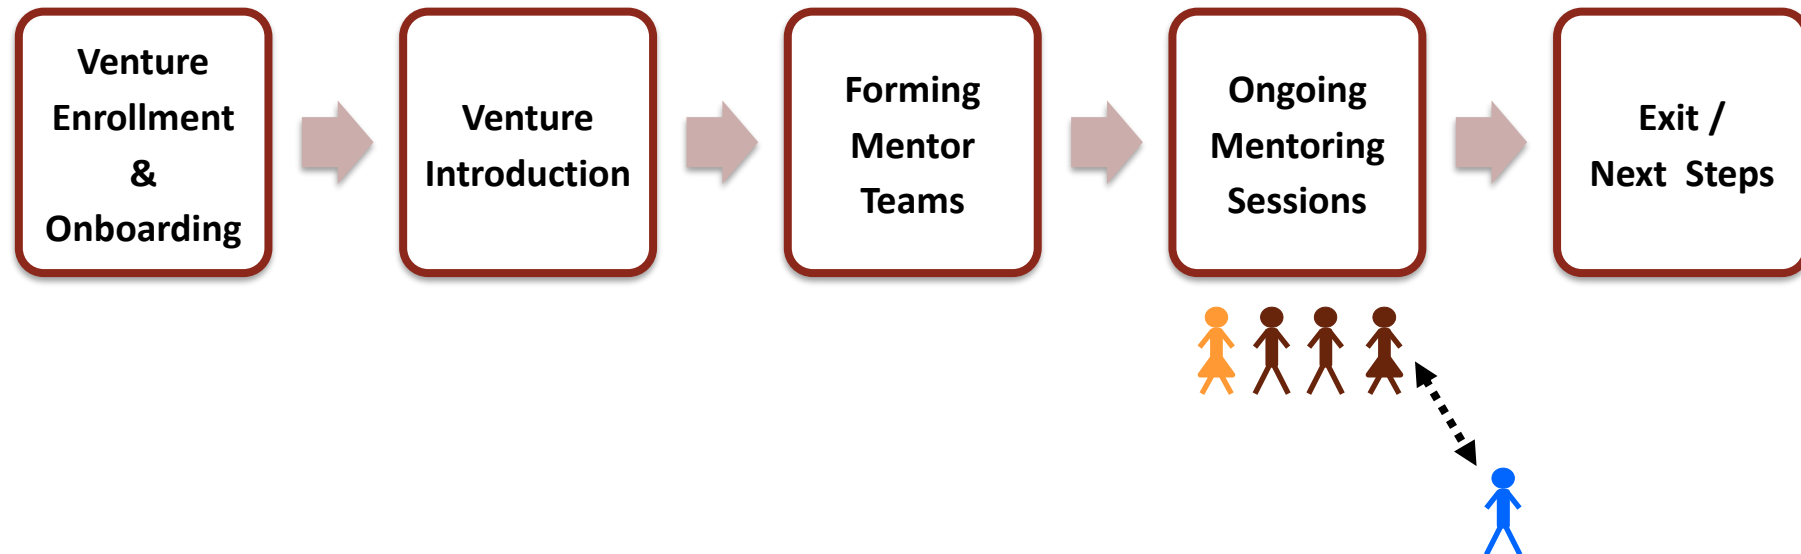 Venture
Enrollment
&
Onboarding
Venture
Introduction
Forming
Mentor
Teams
Ongoing
Mentoring
Sessions
Exit /
Next Steps